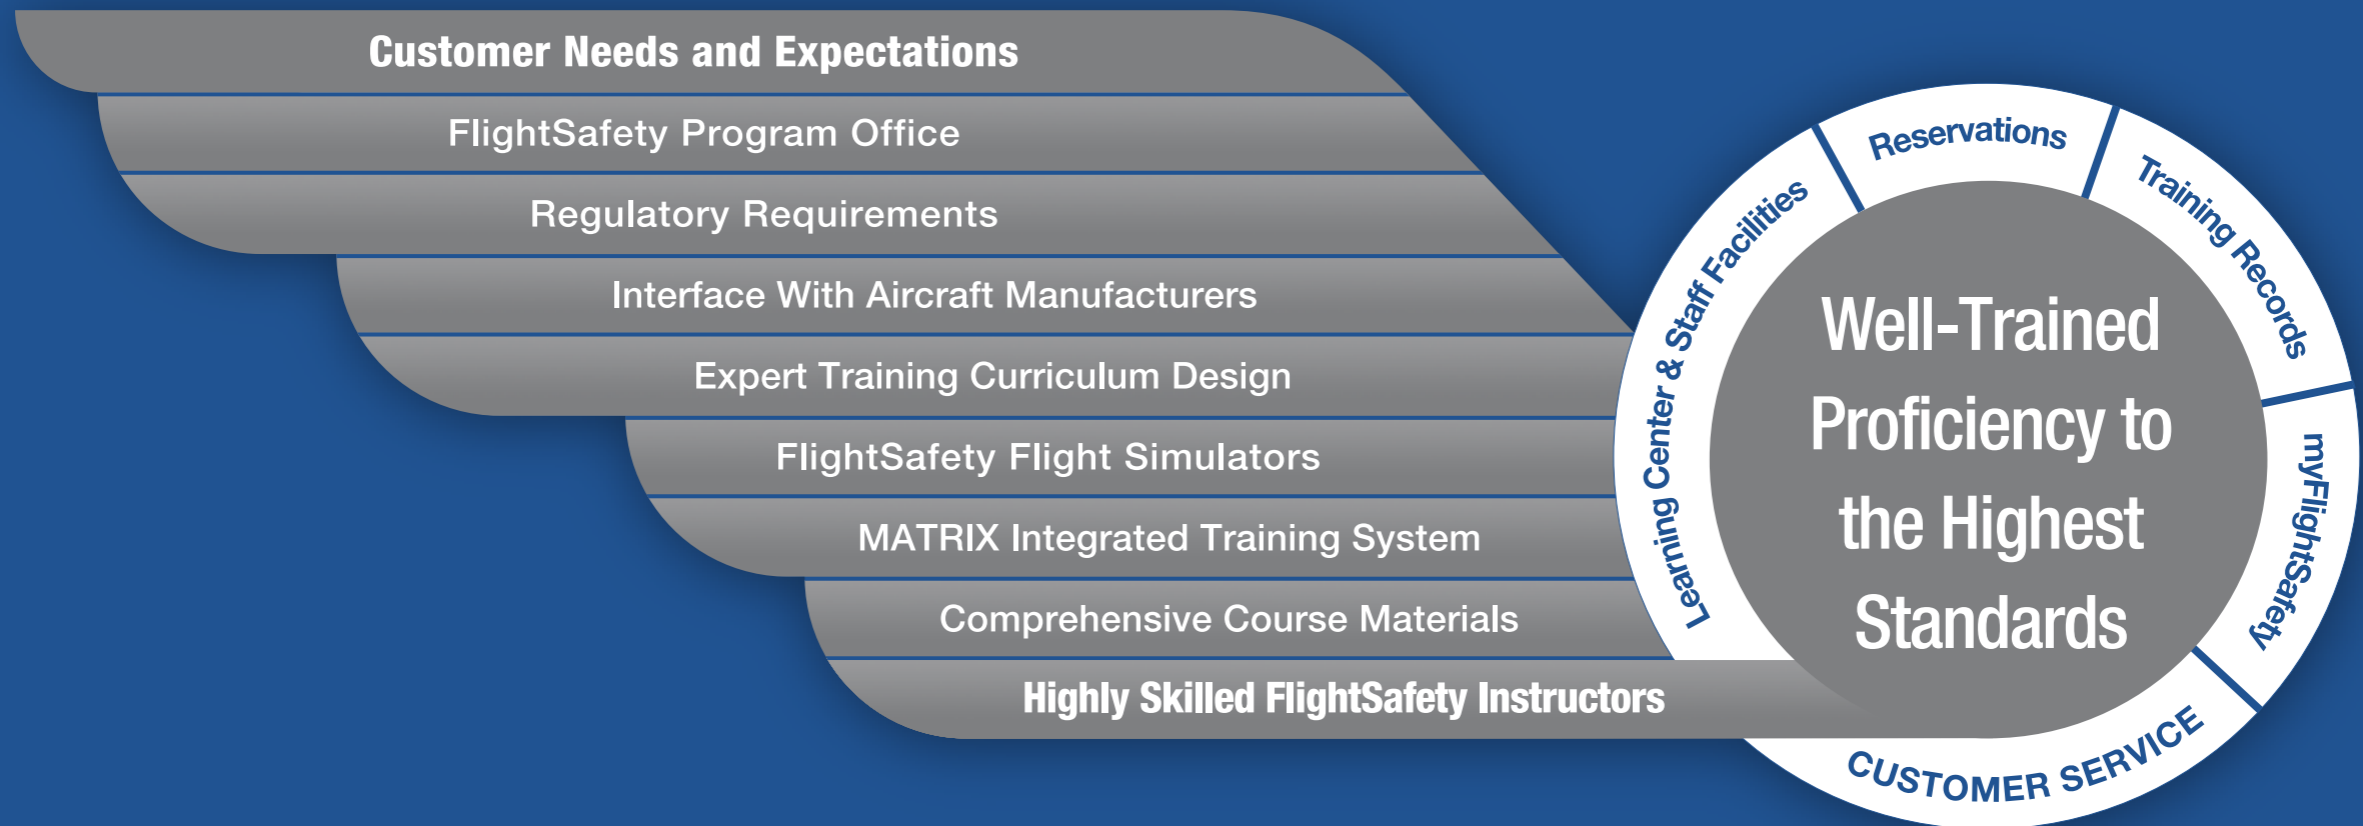 Customer Needs and Expectations
FlightSafety Program Office
Regulatory Requirements
Interface With Aircraft Manufacturers
Expert Training Curriculum Design
FlightSafety Flight Simulators
MATRIX Integrated Training System
Comprehensive Course Materials
Highly Skilled FlightSafety Instructors
Learning Center & Staff Facilities
Reservations
Training Records
myFlightSafety
CUSTOMER SERVICE
Well-Trained
Proficiency to
the Highest
Standards